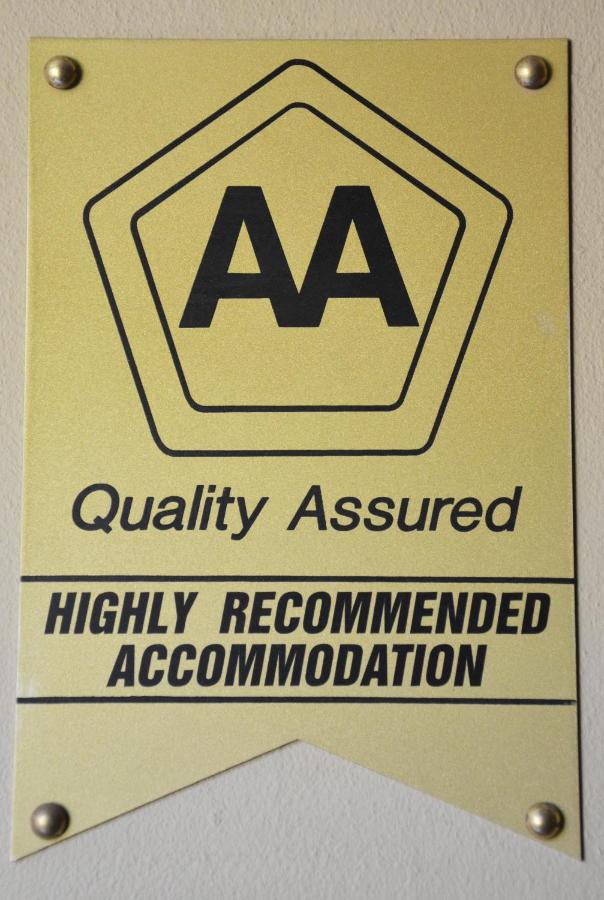 AA
Quality Assured
HIGHLY RECOMMENDED
ACCOMMODATION